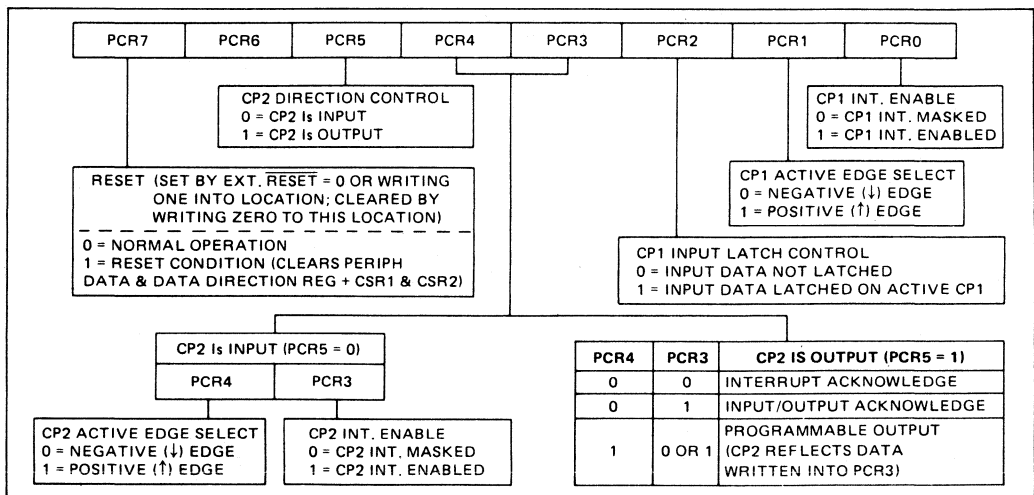 PCR7 PCR6 PCR5 PCR4 PCR3 PCR2 PCR1 PCR0
CP2 DIRECTION CONTROL
0 = CP2 Is INPUT
1 = CP2 Is OUTPUT
CP1 INT. ENABLE
0 = CP1 INT. MASKED
1 = CP1 INT. ENABLED
RESET (SET BY EXT. RESET = 0 OR WRITING
ONE INTO LOCATION; CLEARED BY
WRITING ZERO TO THIS LOCATION)
0 = NORMAL OPERATION
1 = RESET CONDITION (CLEARS PERIPH
DATA & DATA DIRECTION REG + CSR1 & CSR2)
CP1 ACTIVE EDGE SELECT
0 = NEGATIVE (↓) EDGE
1 = POSITIVE (↑) EDGE
CP1 INPUT LATCH CONTROL
0 = INPUT DATA NOT LATCHED
1 = INPUT DATA LATCHED ON ACTIVE CP1
CP2 Is INPUT (PCR5 = 0)
PCR4 PCR3
CP2 ACTIVE EDGE SELECT
0 = NEGATIVE (↓) EDGE
1 = POSITIVE (↑) EDGE
CP2 INT. ENABLE
0 = CP2 INT. MASKED
1 = CP2 INT. ENABLED
PCR4 PCR3 CP2 IS OUTPUT (PCR5 = 1)
0 0 INTERRUPT ACKNOWLEDGE
0 1 INPUT/OUTPUT ACKNOWLEDGE
1 0 OR 1 PROGRAMMABLE OUTPUT
(CP2 REFLECTS DATA
WRITTEN INTO PCR3)